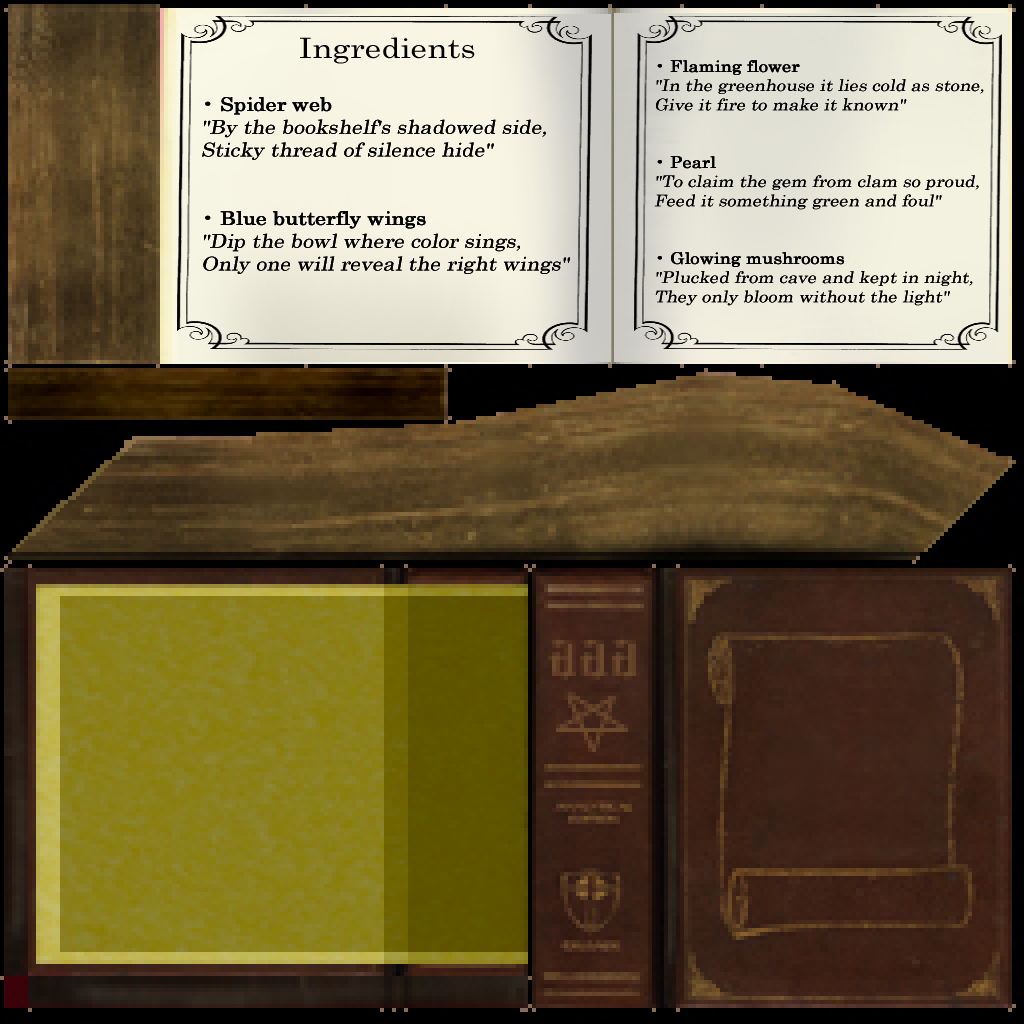 Ingredients
• Spider web
"By the bookshelf's shadowed side,
Sticky thread of silence hide"
• Blue butterfly wings
"Dip the bowl where color sings,
Only one will reveal the right wings"
• Flaming flower
"In the greenhouse it lies cold as stone,
Give it fire to make it known"
• Pearl
"To claim the gem from clam so proud,
Feed it something green and foul"
• Glowing mushrooms
"Plucked from cave and kept in night,
They only bloom without the light"